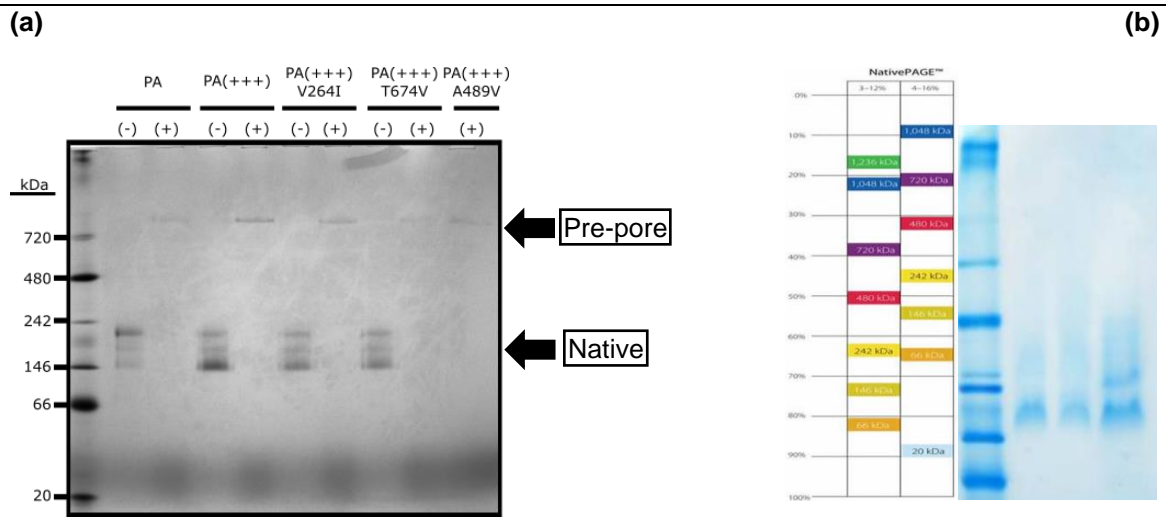 (a)
(b)
PA PA(+++) PA(+++) PA(+++) PA(+++)
V264I T674V A489V
(-) (+) (-) (+) (-) (+) (-) (+) (+)
kDa
720
480
242
146
66
20
Pre-pore
Native
NativePAGE™
3–12% 4–16%
0%
10%
20%
30%
40%
50%
60%
70%
80%
90%
100%
1,236 kDa
1,048 kDa
720 kDa
480 kDa
242 kDa
146 kDa
66 kDa
1,048 kDa
720 kDa
480 kDa
242 kDa
146 kDa
66 kDa
20 kDa